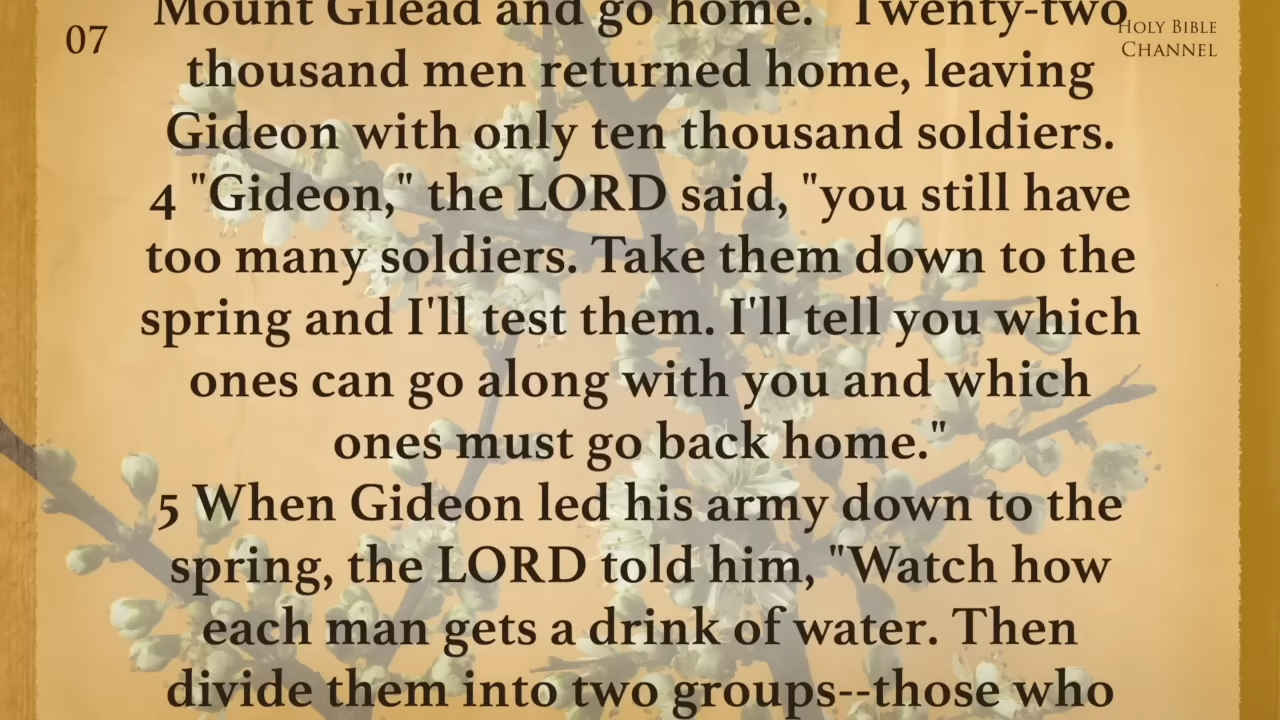 07
HOLY BIBLE
CHANNEL
Mount Gilead and go home." Twenty-two
thousand men returned home, leaving
Gideon with only ten thousand soldiers.
4 "Gideon," the LORD said, "you still have
too many soldiers. Take them down to the
spring and I'll test them. I'll tell you which
ones can go along with you and which
ones must go back home."
5 When Gideon led his army down to the
spring, the LORD told him, "Watch how
each man gets a drink of water. Then
divide them into two groups--those who